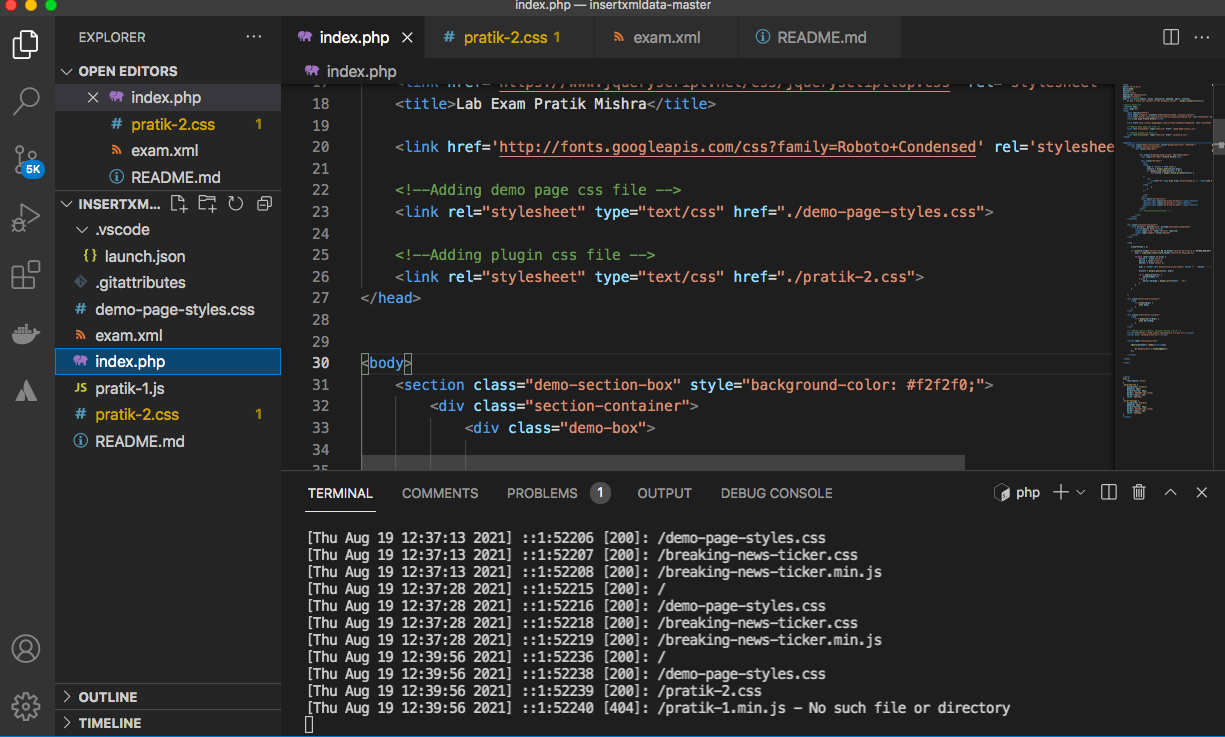 index.php — insertxmldata-master
EXPLORER
OPEN EDITORS
index.php
# pratik-2.css 1
exam.xml
README.md
INSERTXM...
.vscode
{} launch.json
.gitattributes
# demo-page-styles.css
exam.xml
index.php
JS pratik-1.js
# pratik-2.css 1
README.md
OUTLINE
TIMELINE
5K
index.php
# pratik-2.css 1
exam.xml
README.md
index.php
17 <link href='https://www.jqueryscript.net/css/jquerysctipttop.css' rel='stylesheet'
18 <title>Lab Exam Pratik Mishra</title>
19
20 <link href='http://fonts.googleapis.com/css?family=Roboto+Condensed' rel='styleshee
21
22 <!--Adding demo page css file -->
23 <link rel="stylesheet" type="text/css" href="./demo-page-styles.css">
24
25 <!--Adding plugin css file -->
26 <link rel="stylesheet" type="text/css" href="./pratik-2.css">
27 </head>
28
29
30 <body>
31 <section class="demo-section-box" style="background-color: #f2f2f0;">
32 <div class="section-container">
33 <div class="demo-box">
34
35
TERMINAL COMMENTS PROBLEMS 1 OUTPUT DEBUG CONSOLE
php
[Thu Aug 19 12:37:13 2021] ::1:52206 [200]: /demo-page-styles.css
[Thu Aug 19 12:37:13 2021] ::1:52207 [200]: /breaking-news-ticker.css
[Thu Aug 19 12:37:13 2021] ::1:52208 [200]: /breaking-news-ticker.min.js
[Thu Aug 19 12:37:28 2021] ::1:52215 [200]: /
[Thu Aug 19 12:37:28 2021] ::1:52216 [200]: /demo-page-styles.css
[Thu Aug 19 12:37:28 2021] ::1:52218 [200]: /breaking-news-ticker.css
[Thu Aug 19 12:37:28 2021] ::1:52219 [200]: /breaking-news-ticker.min.js
[Thu Aug 19 12:39:56 2021] ::1:52236 [200]: /
[Thu Aug 19 12:39:56 2021] ::1:52238 [200]: /demo-page-styles.css
[Thu Aug 19 12:39:56 2021] ::1:52239 [200]: /pratik-2.css
[Thu Aug 19 12:39:56 2021] ::1:52240 [404]: /pratik-1.min.js - No such file or directory